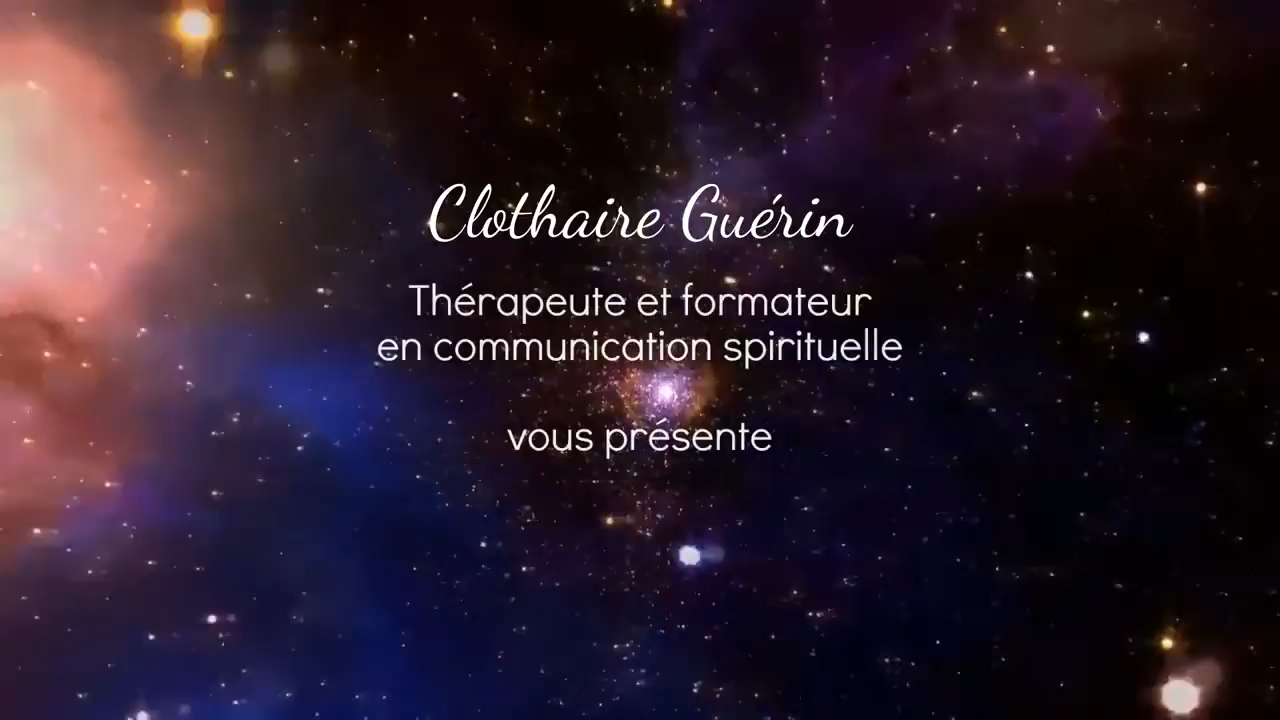 Clothaire Guérin
Thérapeute et formateur
en communication spirituelle
vous présente